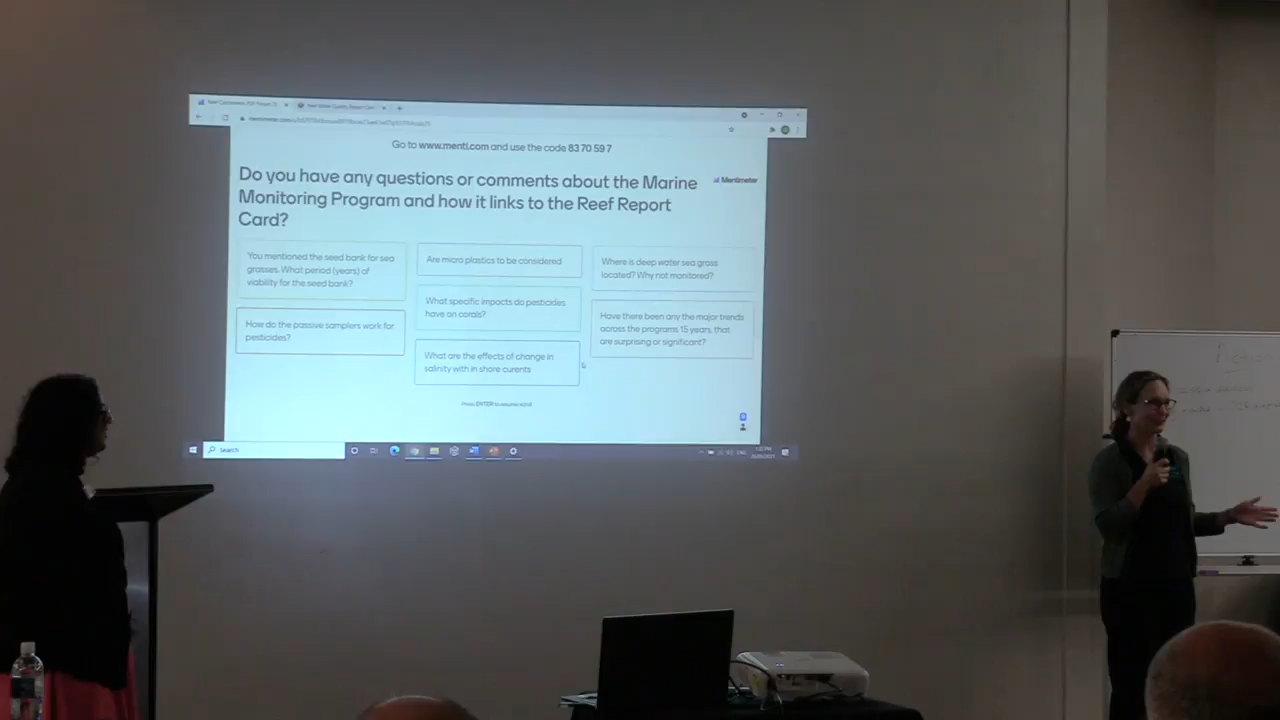 Go to www.menti.com and use the code 83 70 59 7
Do you have any questions or comments about the Marine
Monitoring Program and how it links to the Reef Report
Card?
Mentimeter
You mentioned the seed bank for sea
grasses. What period (years) of
viability for the seed bank?
How do the passive samplers work for
pesticides?
Are micro plastics to be considered
What specific impacts do pesticides
have on corals?
What are the effects of change in
salinity with in shore curents
Where is deep water sea grass
located? Why not monitored?
Have there been any the major trends
across the programs 15 years, that
are surprising or significant?
Press ENTER to
Search